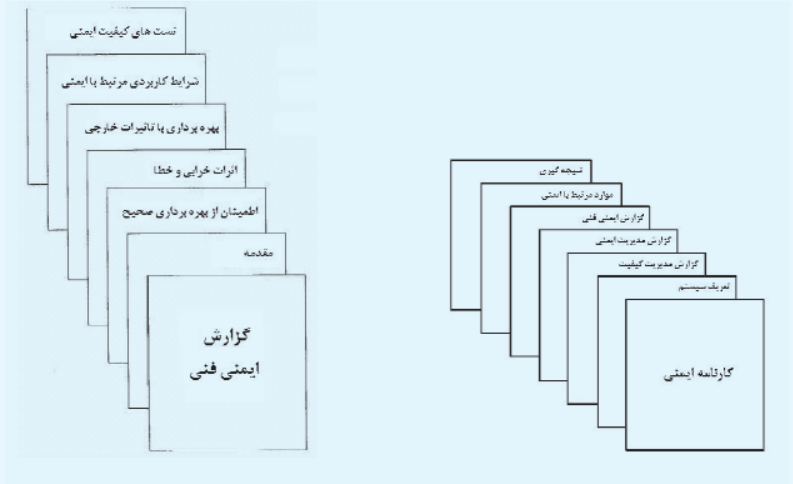 تست های کیفیت ایمنی
شرایط کاربردی مرتبط با ایمنی
بهره برداری با تاثیرات خارجی
اثرات خرابی و خطا
اطمینان از بهره برداری صحیح
مقدمه
گزارش
ایمنی فنی
نتیجه گیری
موارد مرتبط با ایمنی
گزارش ایمنی فنی
گزارش مدیریت ایمنی
گزارش مدیریت کیفیت
تعریف سیستم
کارنامه ایمنی